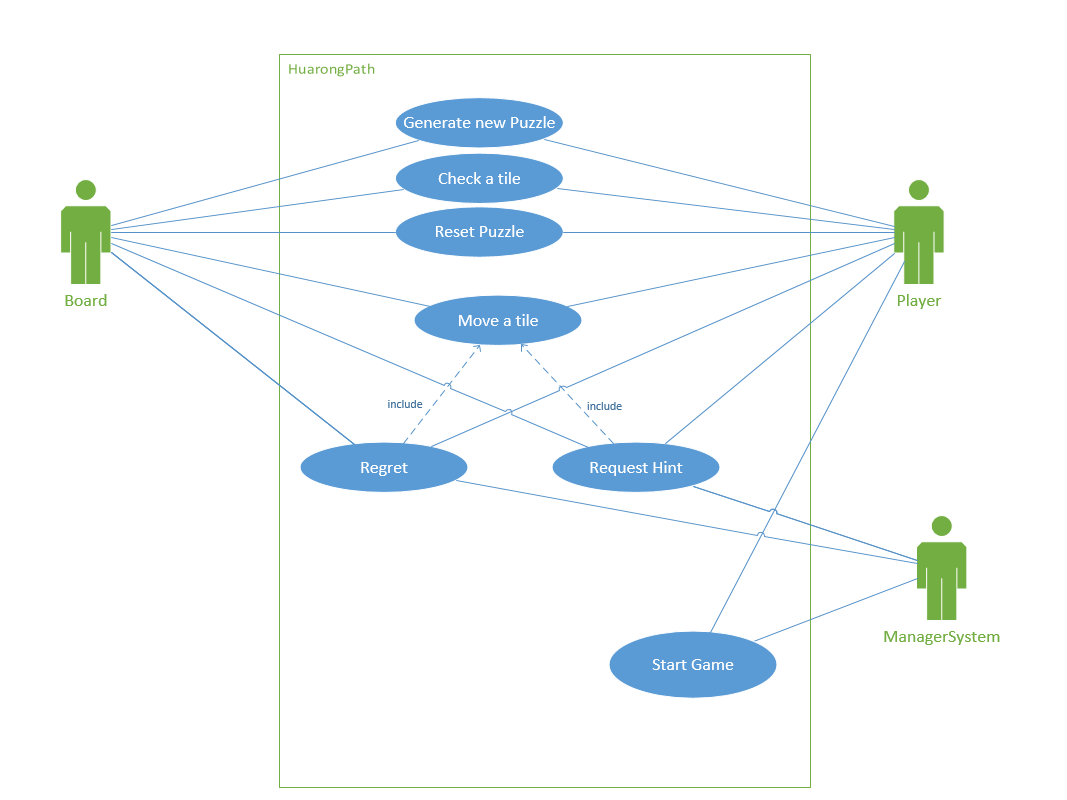 HuarongPath
Generate new Puzzle
Check a tile
Reset Puzzle
Board
Player
Move a tile
include
include
Regret
Request Hint
ManagerSystem
Start Game